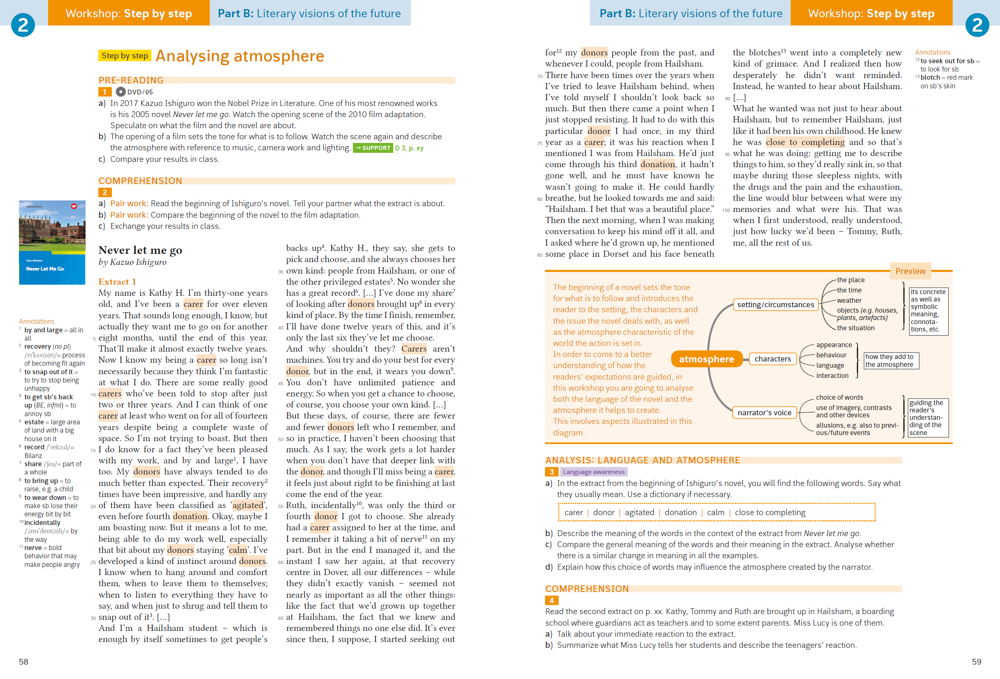 2
Workshop: Step by step
Part B: Literary visions of the future
Step by step Analysing atmosphere
PRE-READING
1 DVD/05
a) In 2017 Kazuo Ishiguro won the Nobel Prize in Literature. One of his most renowned works
is his 2005 novel Never let me go. Watch the opening scene of the 2010 film adaptation.
Speculate on what the film and the novel are about.
b) The opening of a film sets the tone for what is to follow. Watch the scene again and describe
the atmosphere with reference to music, camera work and lighting. → SUPPORT D 3, p. xy
c) Compare your results in class.
COMPREHENSION
2
a) Pair work: Read the beginning of Ishiguro's novel. Tell your partner what the extract is about.
b) Pair work: Compare the beginning of the novel to the film adaptation.
c) Exchange your results in class.
westermann
Kazuo Ishiguro
Never Let Me Go
Annotations
1 by and large = all in
all
2 recovery (no pl)
/rɪˈkʌv(ə)ri/= process
of becoming fit again
3 to snap out of it =
to try to stop being
unhappy
4 to get sb's back
up (BE, infml) = to
annoy sb
5 estate = large area
of land with a big
house on it
6 record /ˈrekɔːd/=
Bilanz
7 share /ʃeə/= part of
a whole
8 to bring up = to
raise, e.g. a child
9 to wear down = to
make sb lose their
energy bit by bit
10 incidentally
/ˌɪnsɪˈdent(ə)li/= by
the way
11 nerve = bold
behavior that may
make people angry
Never let me go
by Kazuo Ishiguro
Extract 1
My name is Kathy H. I'm thirty-one years
old, and I've been a carer for over eleven
years. That sounds long enough, I know, but
actually they want me to go on for another
5 eight months, until the end of this year.
That'll make it almost exactly twelve years.
Now I know my being a carer so long isn't
necessarily because they think I'm fantastic
at what I do. There are some really good
10 carers who've been told to stop after just
two or three years. And I can think of one
carer at least who went on for all of fourteen
years despite being a complete waste of
space. So I'm not trying to boast. But then
15 I do know for a fact they've been pleased
with my work, and by and large1, I have
too. My donors have always tended to do
much better than expected. Their recovery2
times have been impressive, and hardly any
20 of them have been classified as ‘agitated’,
even before fourth donation. Okay, maybe I
am boasting now. But it means a lot to me,
being able to do my work well, especially
that bit about my donors staying ‘calm’. I've
25 developed a kind of instinct around donors.
I know when to hang around and comfort
them, when to leave them to themselves;
when to listen to everything they have to
say, and when just to shrug and tell them to
30 snap out of it3. […]
And I'm a Hailsham student – which is
enough by itself sometimes to get people's
backs up4. Kathy H., they say, she gets to
pick and choose, and she always chooses her
35 own kind: people from Hailsham, or one of
the other privileged estates5. No wonder she
has a great record6. […] I've done my share7
of looking after donors brought up8 in every
kind of place. By the time I finish, remember,
40 I'll have done twelve years of this, and it's
only the last six they've let me choose.
And why shouldn't they? Carers aren't
machines. You try and do your best for every
donor, but in the end, it wears you down9.
45 You don't have unlimited patience and
energy. So when you get a chance to choose,
of course, you choose your own kind. […]
But these days, of course, there are fewer
and fewer donors left who I remember, and
50 so in practice, I haven't been choosing that
much. As I say, the work gets a lot harder
when you don't have that deeper link with
the donor, and though I'll miss being a carer,
it feels just about right to be finishing at last
come the end of the year.
55 Ruth, incidentally10, was only the third or
fourth donor I got to choose. She already
had a carer assigned to her at the time, and
I remember it taking a bit of nerve11 on my
part. But in the end I managed it, and the
60 instant I saw her again, at that recovery
centre in Dover, all our differences – while
they didn't exactly vanish – seemed not
nearly as important as all the other things:
like the fact that we'd grown up together
65 at Hailsham, the fact that we knew and
remembered things no one else did. It's ever
since then, I suppose, I started seeking out
58
Part B: Literary visions of the future
Workshop: Step by step
2
for12 my donors people from the past, and
whenever I could, people from Hailsham.
70 There have been times over the years when
I've tried to leave Hailsham behind, when
I've told myself I shouldn't look back so
much. But then there came a point when I
just stopped resisting. It had to do with this
particular donor I had once, in my third
75 year as a carer; it was his reaction when I
mentioned I was from Hailsham. He'd just
come through his third donation, it hadn't
gone well, and he must have known he
wasn't going to make it. He could hardly
80 breathe, but he looked towards me and said:
“Hailsham. I bet that was a beautiful place.”
Then the next morning, when I was making
conversation to keep his mind off it all, and
I asked where he'd grown up, he mentioned
85 some place in Dorset and his face beneath
the blotches13 went into a completely new
kind of grimace. And I realized then how
desperately he didn't want reminded.
Instead, he wanted to hear about Hailsham.
90 […]
What he wanted was not just to hear about
Hailsham, but to remember Hailsham, just
like it had been his own childhood. He knew
he was close to completing and so that's
95 what he was doing: getting me to describe
things to him, so they'd really sink in, so that
maybe during those sleepless nights, with
the drugs and the pain and the exhaustion,
the line would blur between what were my
100 memories and what were his. That was
when I first understood, really understood,
just how lucky we'd been – Tommy, Ruth,
me, all the rest of us.
Annotations
12 to seek out for sb =
to look for sb
13 blotch = red mark
on sb's skin
Preview
The beginning of a novel sets the tone
for what is to follow and introduces the
reader to the setting, the characters and
the issue the novel deals with, as well
as the atmosphere characteristic of the
world the action is set in.
In order to come to a better
understanding of how the
readers' expectations are guided, in
this workshop you are going to analyse
both the language of the novel and the
atmosphere it helps to create.
This involves aspects illustrated in this
diagram.
atmosphere
setting/circumstances
the place
the time
weather
objects (e.g. houses,
plants, artefacts)
the situation
its concrete
as well as
symbolic
meaning,
connota-
tions, etc.
characters
appearance
behaviour
language
interaction
how they add to
the atmosphere
narrator's voice
choice of words
use of imagery, contrasts
and other devices
allusions, e.g. also to previ-
ous/future events
guiding the
reader's
understan-
ding of the
scene
ANALYSIS: LANGUAGE AND ATMOSPHERE
3 Language awareness
a) In the extract from the beginning of Ishiguro's novel, you will find the following words. Say what
they usually mean. Use a dictionary if necessary.
carer | donor | agitated | donation | calm | close to completing
b) Describe the meaning of the words in the context of the extract from Never let me go.
c) Compare the general meaning of the words and their meaning in the extract. Analyse whether
there is a similar change in meaning in all the examples.
d) Explain how this choice of words may influence the atmosphere created by the narrator.
COMPREHENSION
4
Read the second extract on p. xx. Kathy, Tommy and Ruth are brought up in Hailsham, a boarding
school where guardians act as teachers and to some extent parents. Miss Lucy is one of them.
a) Talk about your immediate reaction to the extract.
b) Summarize what Miss Lucy tells her students and describe the teenagers' reaction.
59